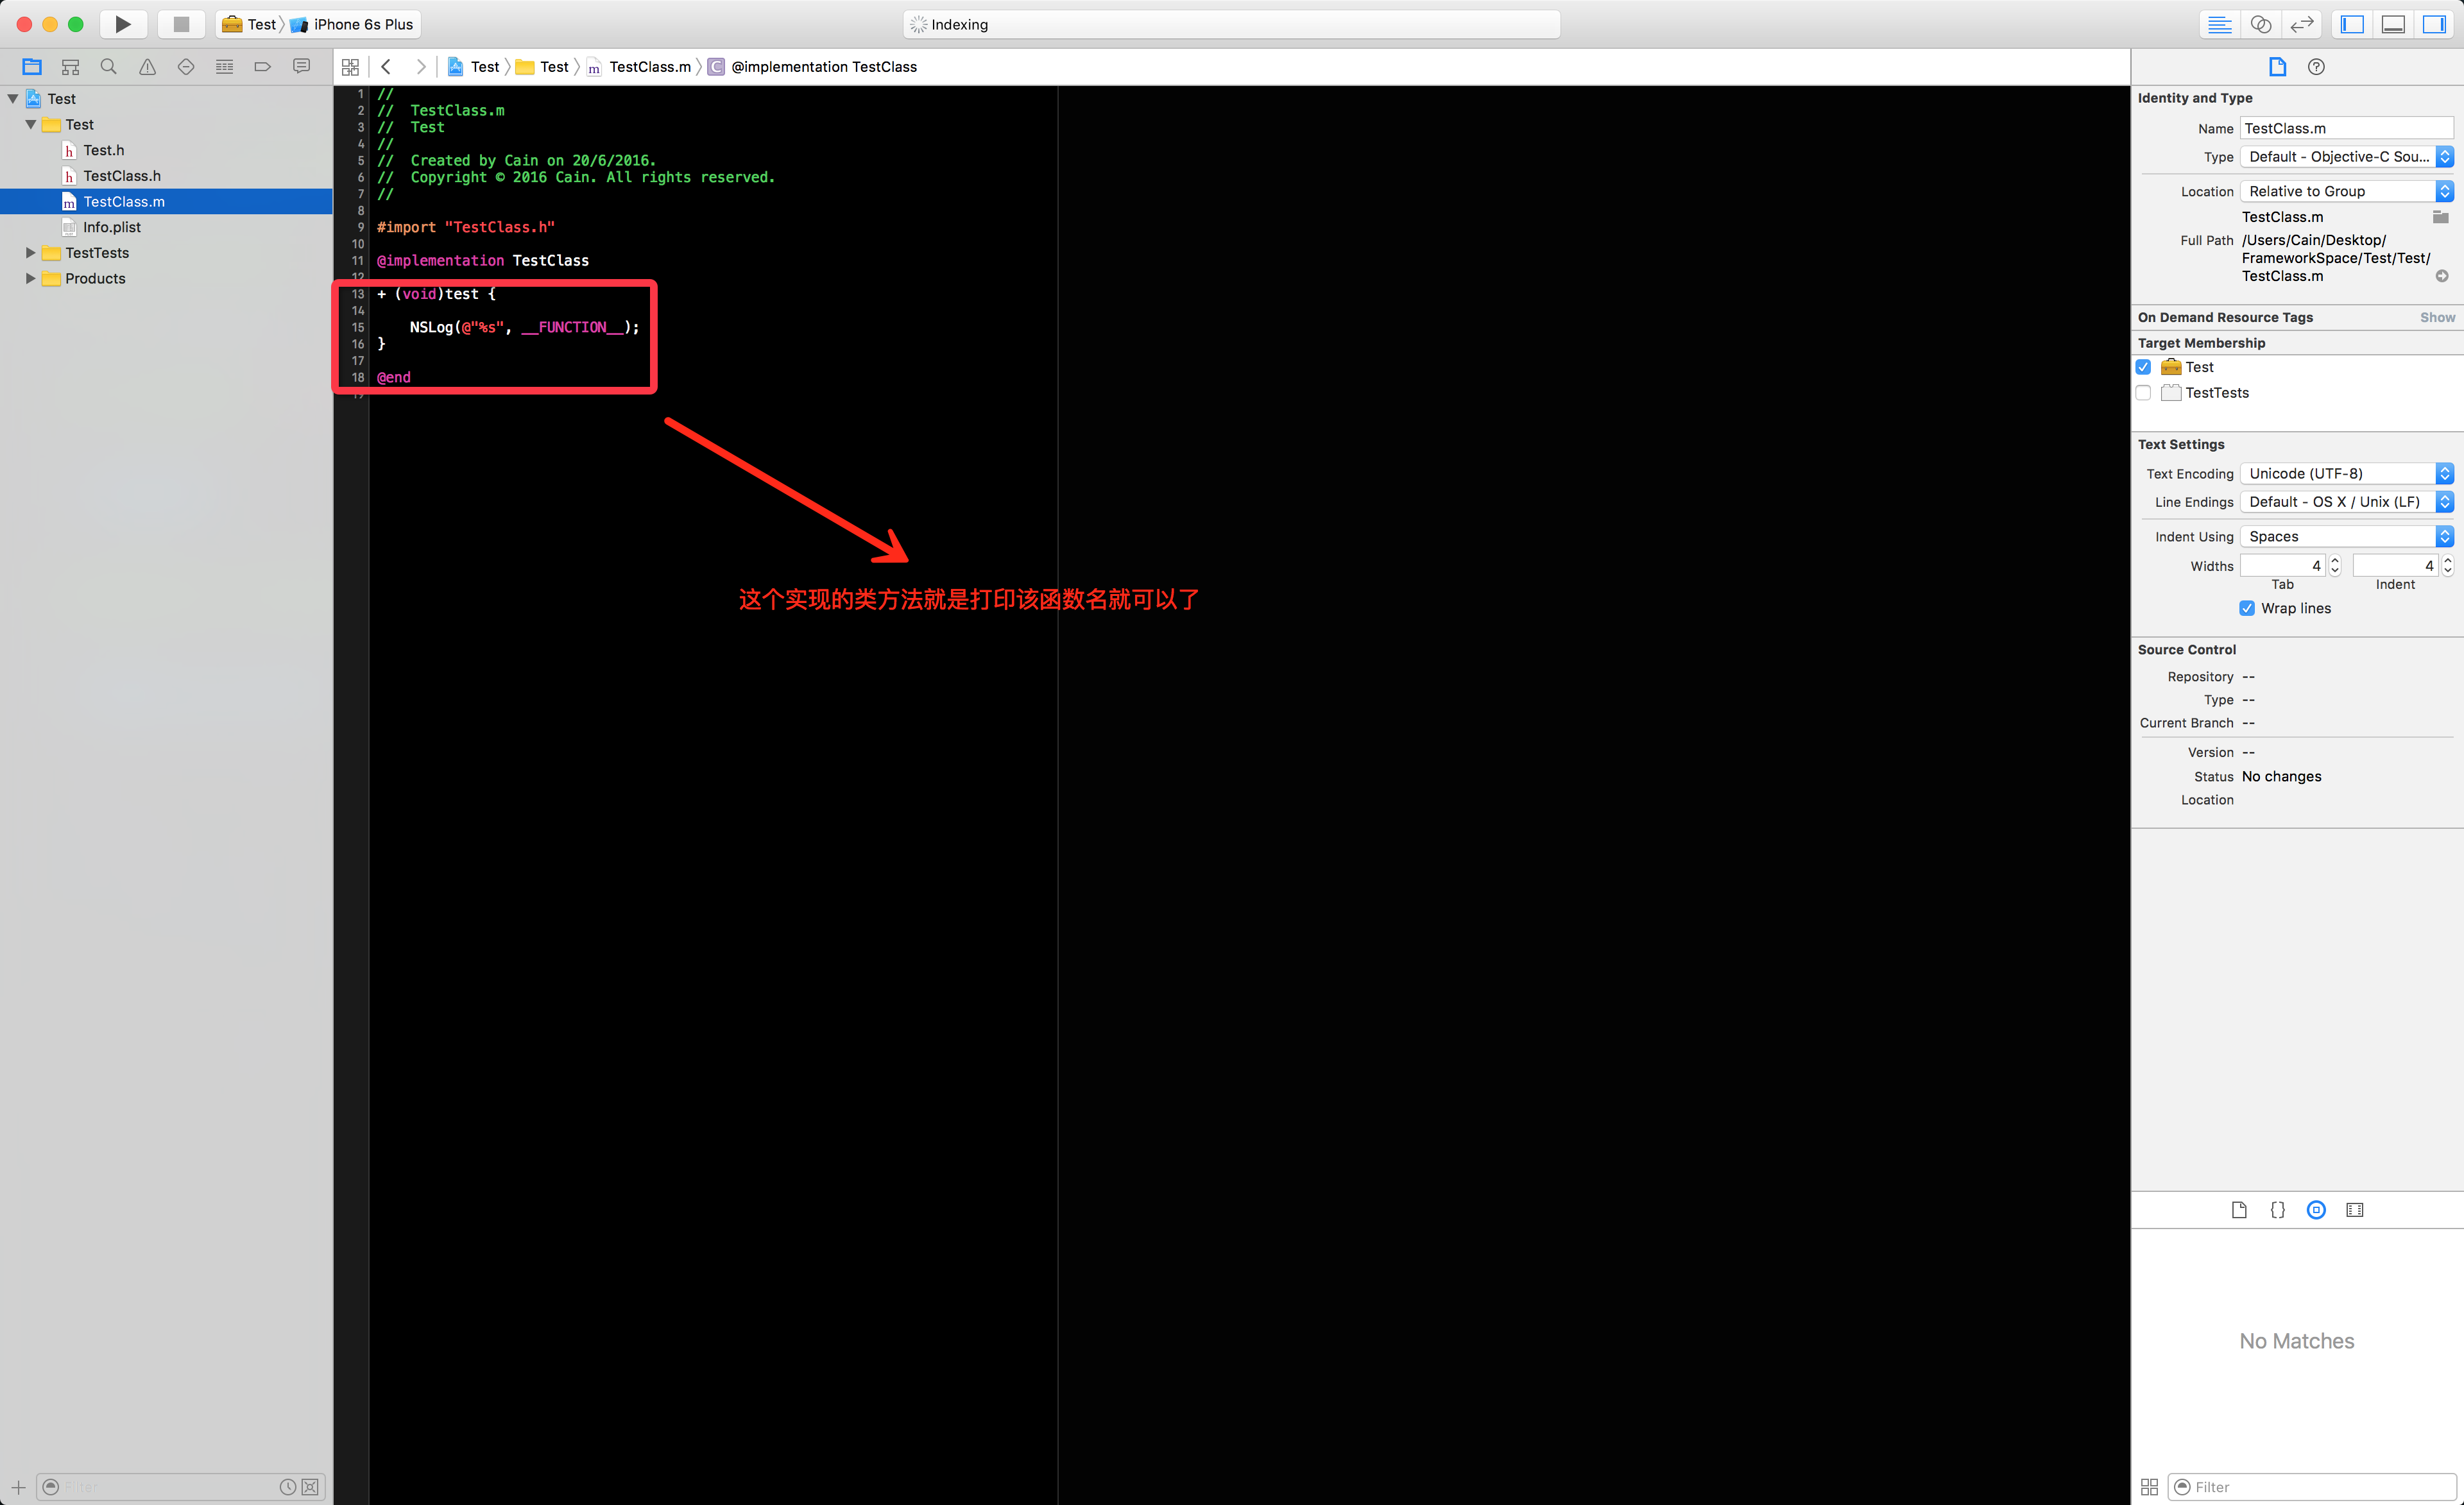 Test
iPhone 6s Plus
Indexing
Test
Test
TestClass.m
@implementation TestClass
Test
Test
Test.h
TestClass.h
TestClass.m
Info.plist
TestTests
Products
Filter
1 //
2 //  TestClass.m
3 //  Test
4 //
5 //  Created by Cain on 20/6/2016.
6 //  Copyright © 2016 Cain. All rights reserved.
7 //
8
9 #import "TestClass.h"
10
11 @implementation TestClass
12
13 + (void)test {
14
15     NSLog(@"%s", __FUNCTION__);
16 }
17
18 @end
19
这个实现的类方法就是打印该函数名就可以了
Identity and Type
Name TestClass.m
Type Default - Objective-C Sou...
Location Relative to Group
TestClass.m
Full Path /Users/Cain/Desktop/
FrameworkSpace/Test/Test/
TestClass.m
On Demand Resource Tags Show
Target Membership
Test
TestTests
Text Settings
Text Encoding Unicode (UTF-8)
Line Endings Default - OS X / Unix (LF)
Indent Using Spaces
Widths 4 4
Tab Indent
Wrap lines
Source Control
Repository --
Type --
Current Branch --
Version --
Status No changes
Location
No Matches
Filter